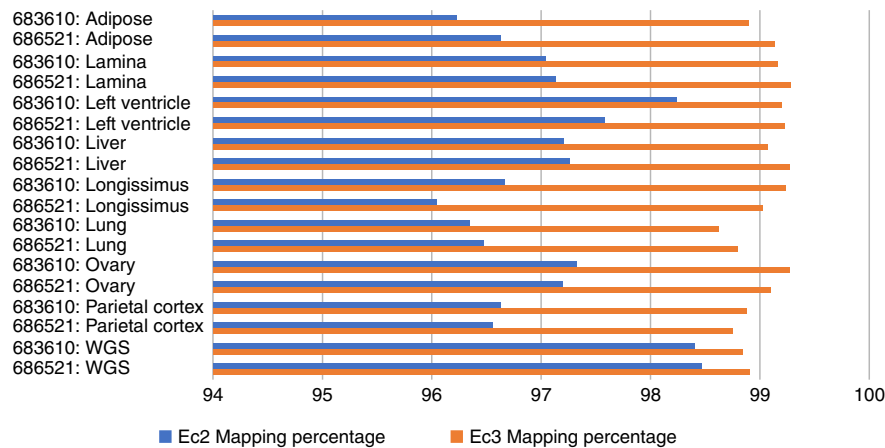 683610: Adipose
686521: Adipose
683610: Lamina
686521: Lamina
683610: Left ventricle
686521: Left ventricle
683610: Liver
686521: Liver
683610: Longissimus
686521: Longissimus
683610: Lung
686521: Lung
683610: Ovary
686521: Ovary
683610: Parietal cortex
686521: Parietal cortex
683610: WGS
686521: WGS
94 95 96 97 98 99 100
Ec2 Mapping percentage Ec3 Mapping percentage